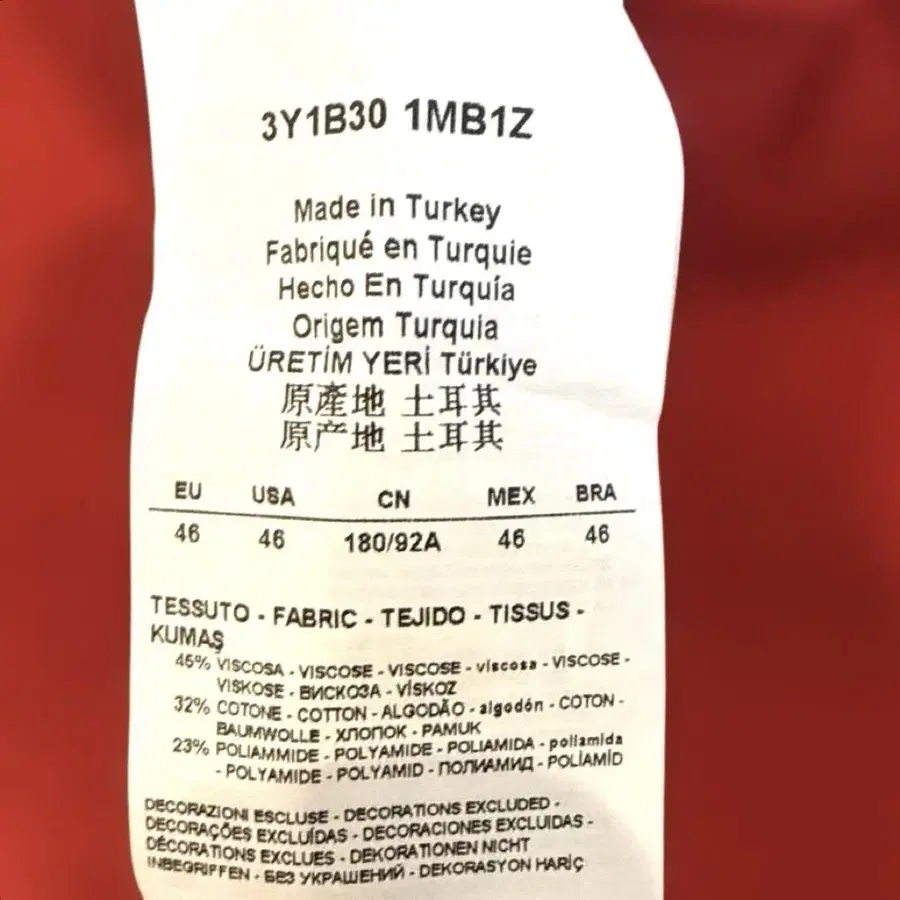 3Y1B30 1MB1Z
Made in Turkey
Fabriqué en Turquie
Hecho En Turquía
Origem Turquia
ÜRETİM YERİ Türkiye
原產地 土耳其
原产地 土耳其
EU USA CN MEX BRA
46 46 180/92A 46 46
TESSUTO - FABRIC - TEJIDO - TISSUS -
KUMAŞ
45% VISCOSA - VISCOSE - VISCOSE - viscosa - VISCOSE -
VISKOSE - ВИСКОЗА - VİSKOZ
32% COTONE - COTTON - ALGODÃO - algodón - COTON -
BAUMWOLLE - ХЛОПОК - PAMUK
23% POLIAMMIDE - POLYAMIDE - POLIAMIDA - poliamida
- POLYAMIDE - POLYAMID - ПОЛИАМИД - POLİAMİD
DECORAZIONI ESCLUSE - DECORATIONS EXCLUDED -
DECORAÇÕES EXCLUÍDAS - DECORACIONES EXCLUIDAS -
DÉCORATIONS EXCLUES - DEKORATIONEN NICHT
INBEGRIFFEN - БЕЗ УКРАШЕНИЙ - DEKORASYON HARİÇ